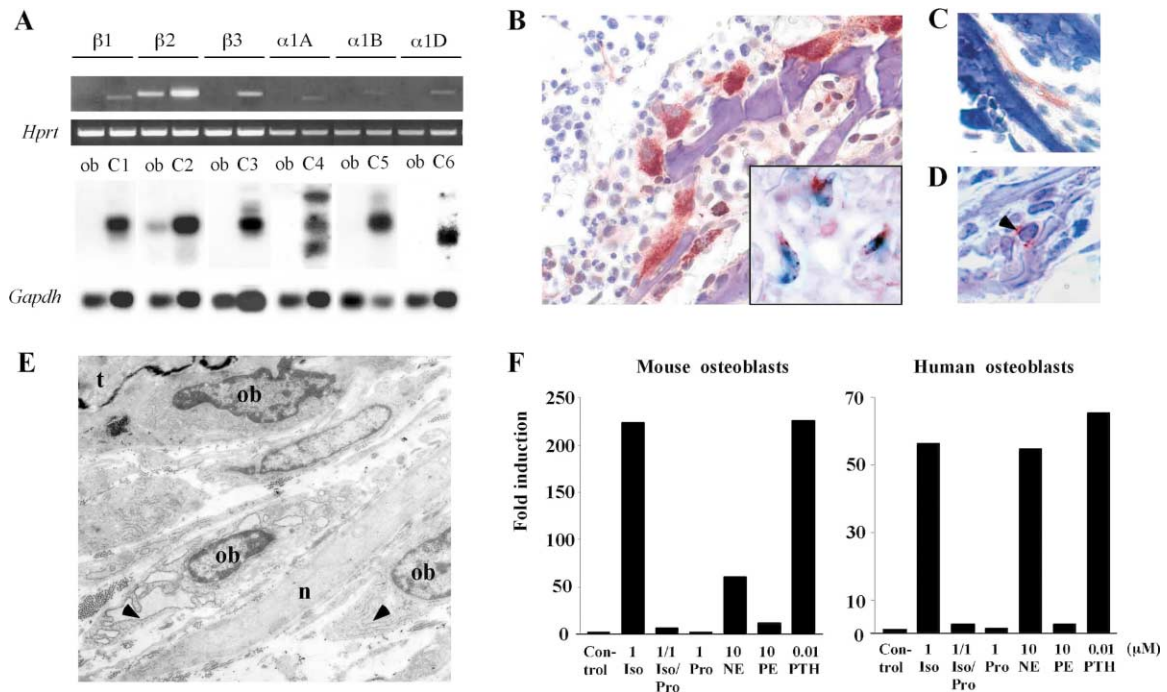 A
β1 β2 β3 α1A α1B α1D
Hprt
ob C1 ob C2 ob C3 ob C4 ob C5 ob C6
Gapdh
B
C
D
E
t
ob
ob
n
ob
F
Mouse osteoblasts
Fold induction
250
200
150
100
50
0
Con-trol
1 Iso
1/1 Iso/Pro
1 Pro
10 NE
10 PE
0.01 PTH
Human osteoblasts
70
60
50
30
10
0
Con-trol
1 Iso
1/1 Iso/Pro
1 Pro
10 NE
10 PE
0.01 PTH
(µM)